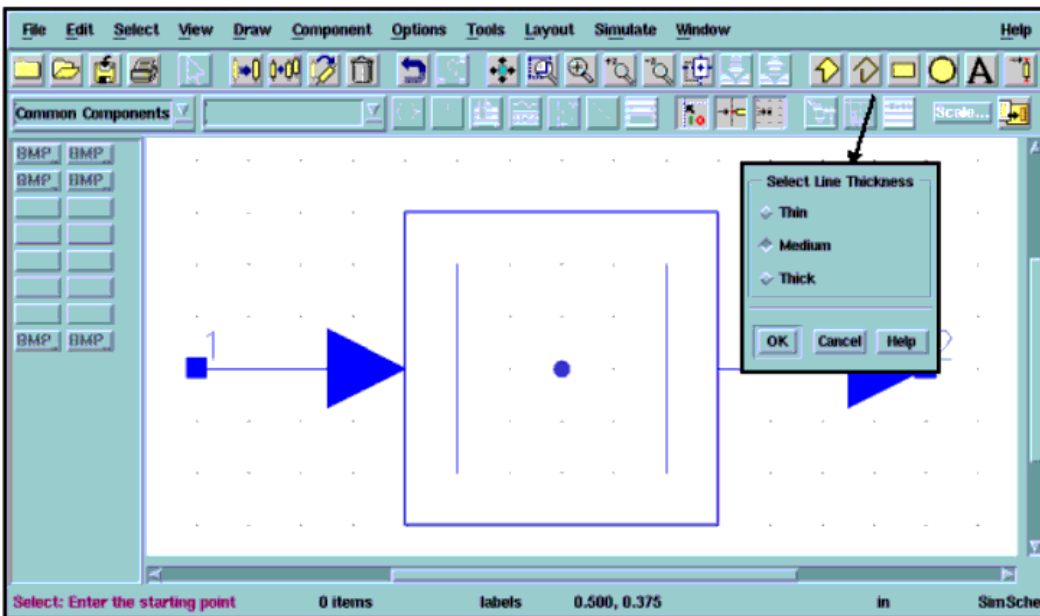 File Edit Select View Draw Component Options Tools Layout Simulate Window Help
A
Common Components Scale...
BMP BMP
BMP BMP
BMP BMP
Select Line Thickness
Thin
Medium
Thick
OK Cancel Help
1 2
Select: Enter the starting point 0 items labels 0.500, 0.375 in SimSche